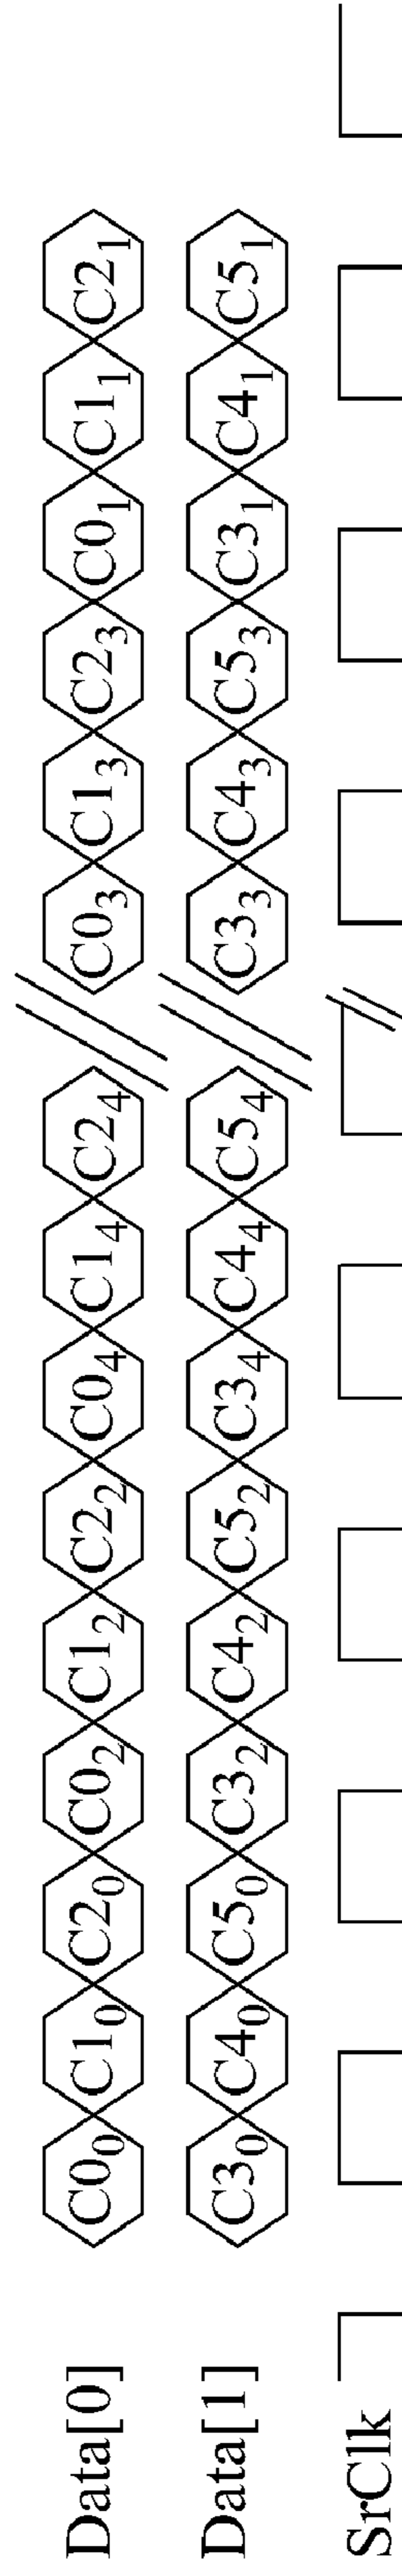 Data[0] C0₀ C1₀ C2₀ C0₂ C1₂ C2₂ C0₄ C1₄ C2₄ C0₃ C1₃ C2₃ C0₁ C1₁ C2₁
Data[1] C3₀ C4₀ C5₀ C3₂ C4₂ C5₂ C3₄ C4₄ C5₄ C3₃ C4₃ C5₃ C3₁ C4₁ C5₁
SrClk